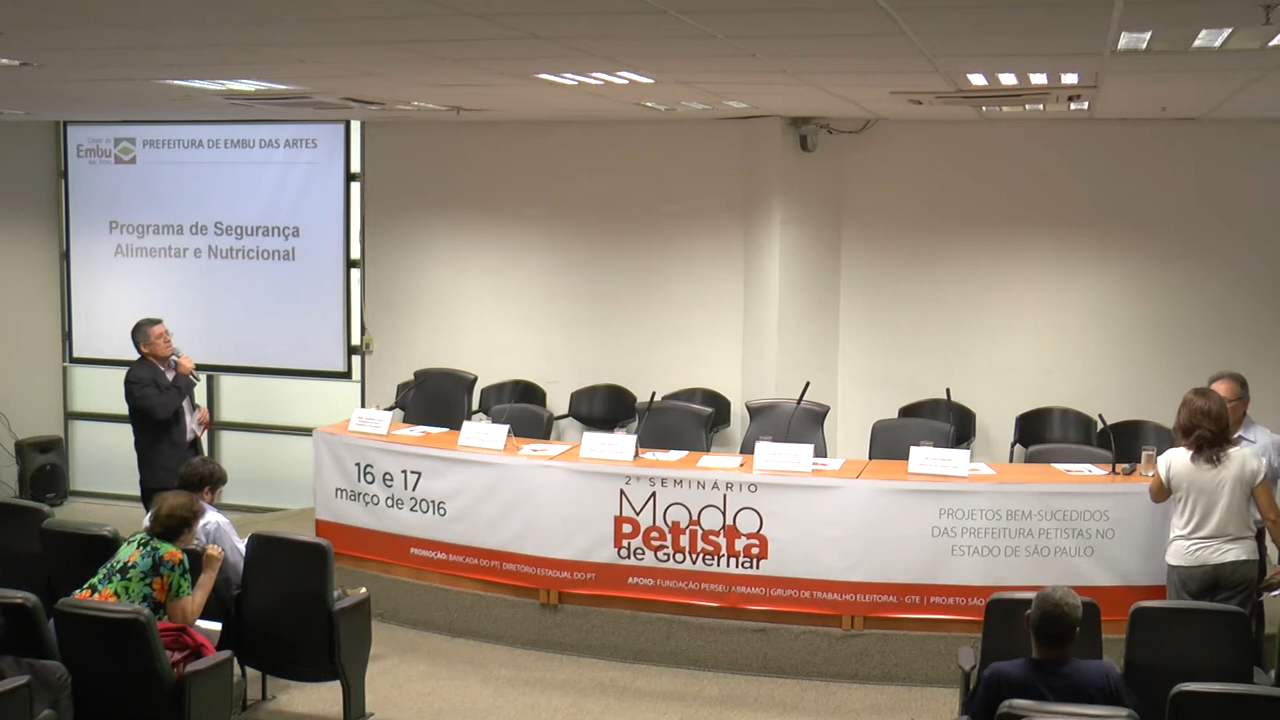 Embu
PREFEITURA DE EMBU DAS ARTES
Programa de Segurança
Alimentar e Nutricional
16 e 17
março de 2016
2º SEMINÁRIO
Modo
Petista
de Governar
PROJETOS BEM-SUCEDIDOS
DAS PREFEITURA PETISTAS NO
ESTADO DE SÃO PAULO
PROMOÇÃO: BANCADA DO PT| DIRETÓRIO ESTADUAL DO PT
APOIO: FUNDAÇÃO PERSEU ABRAMO | GRUPO DE TRABALHO ELEITORAL - GTE | PROJETO SÃO